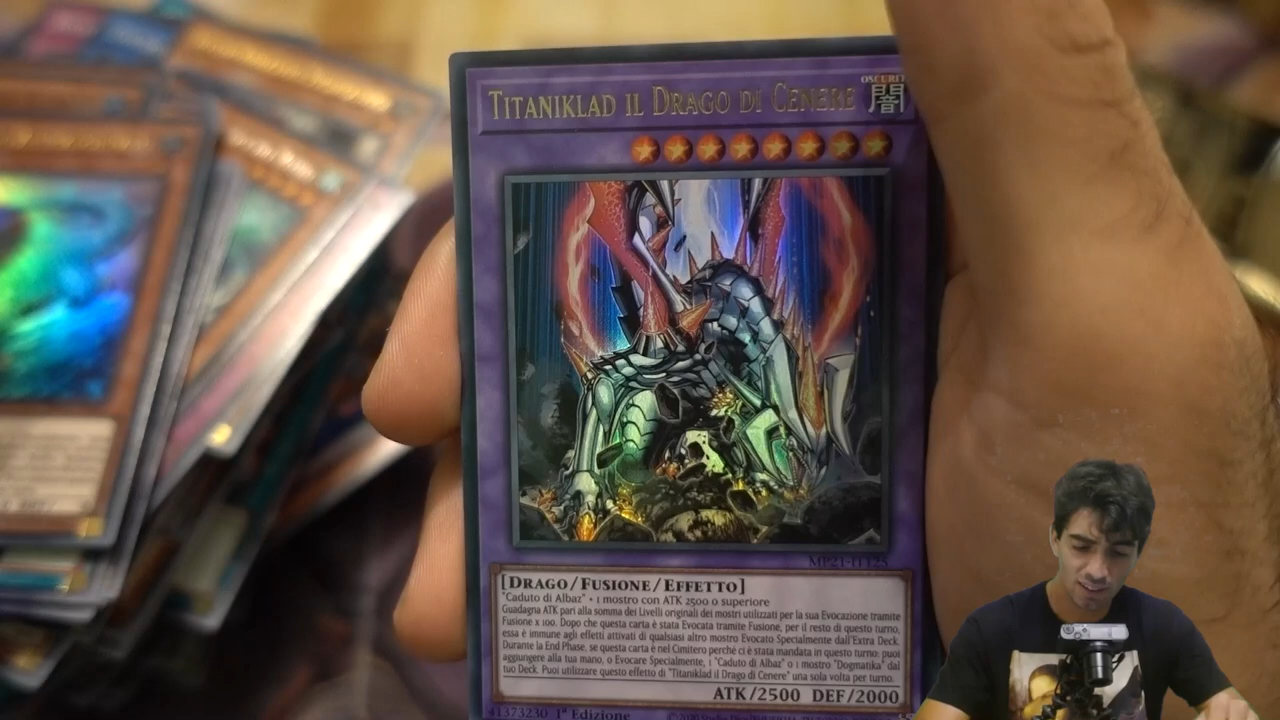 TITANIKLAD IL DRAGO DI CENERE
OSCURITÀ
闇
MP21-IT125
[DRAGO/FUSIONE/EFFETTO]
"Caduto di Albaz" + 1 mostro con ATK 2500 o superiore
Guadagna ATK pari alla somma dei Livelli originali dei mostri utilizzati per la sua Evocazione tramite
Fusione x 100. Dopo che questa carta è stata Evocata tramite Fusione, per il resto di questo turno,
essa è immune agli effetti attivati di qualsiasi altro mostro Evocato Specialmente dall'Extra Deck.
Durante la End Phase, se questa carta è nel Cimitero perché ci è stata mandata in questo turno: puoi
aggiungere alla tua mano, o Evocare Specialmente, 1 "Caduto di Albaz" o 1 mostro "Dogmatika" dal
tuo Deck. Puoi utilizzare questo effetto di "Titaniklad il Drago di Cenere" una sola volta per turno.
ATK/2500 DEF/2000
41373230 1ª Edizione